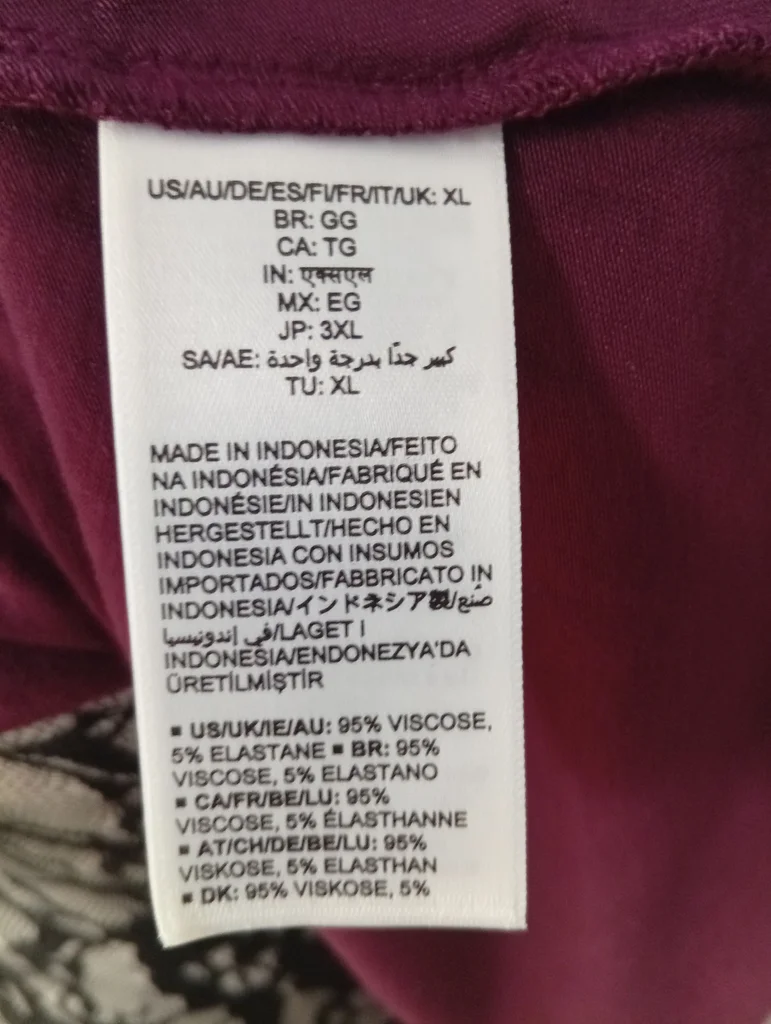 US/AU/DE/ES/FI/FR/IT/UK: XL
BR: GG
CA: TG
IN: एक्सएल
MX: EG
JP: 3XL
SA/AE: كبير جدًا بدرجة واحدة
TU: XL
MADE IN INDONESIA/FEITO
NA INDONÉSIA/FABRIQUÉ EN
INDONÉSIE/IN INDONESIEN
HERGESTELLT/HECHO EN
INDONESIA CON INSUMOS
IMPORTADOS/FABBRICATO IN
INDONESIA/インドネシア製/صُنع
في إندونيسيا/LAGET I
INDONESIA/ENDONEZYA'DA
ÜRETİLMİŞTİR
▪ US/UK/IE/AU: 95% VISCOSE,
5% ELASTANE ▪ BR: 95%
VISCOSE, 5% ELASTANO
▪ CA/FR/BE/LU: 95%
VISCOSE, 5% ÉLASTHANNE
▪ AT/CH/DE/BE/LU: 95%
VISKOSE, 5% ELASTHAN
▪ DK: 95% VISKOSE, 5%